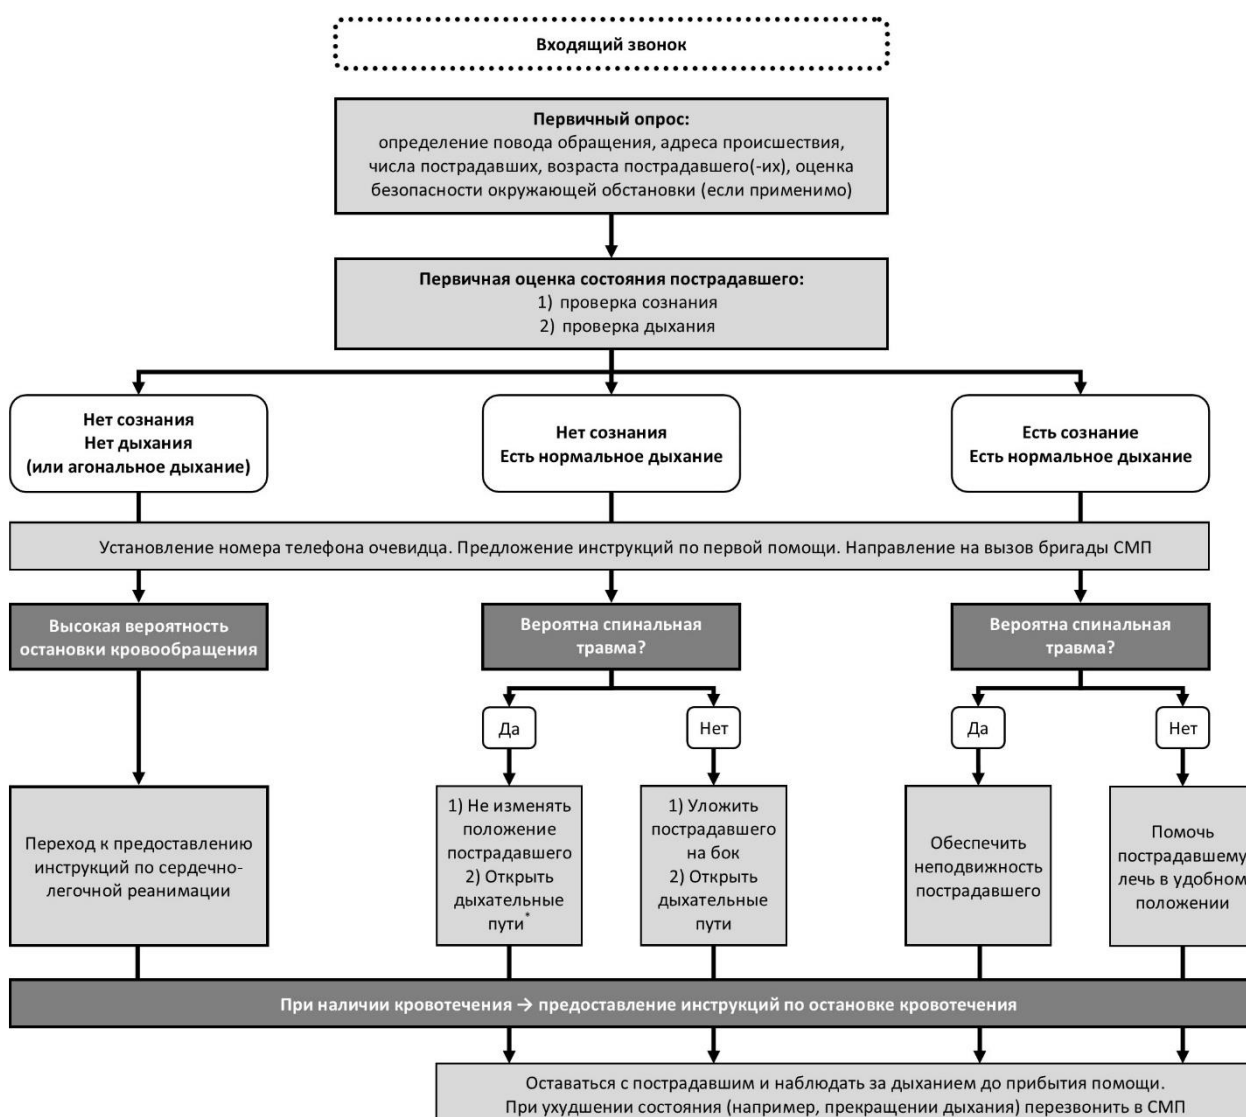 Входящий звонок
Первичный опрос:
определение повода обращения, адреса происшествия,
числа пострадавших, возраста пострадавшего(-их), оценка
безопасности окружающей обстановки (если применимо)
Первичная оценка состояния пострадавшего:
1) проверка сознания
2) проверка дыхания
Нет сознания
Нет дыхания
(или агональное дыхание)
Нет сознания
Есть нормальное дыхание
Есть сознание
Есть нормальное дыхание
Установление номера телефона очевидца. Предложение инструкций по первой помощи. Направление на вызов бригады СМП
Высокая вероятность
остановки кровообращения
Вероятна спинальная
травма?
Вероятна спинальная
травма?
Да
Нет
Да
Нет
Переход к предоставлению
инструкций по сердечно-
легочной реанимации
1) Не изменять
положение
пострадавшего
2) Открыть
дыхательные
пути*
1) Уложить
пострадавшего
на бок
2) Открыть
дыхательные
пути
Обеспечить
неподвижность
пострадавшего
Помочь
пострадавшему
лечь в удобном
положении
При наличии кровотечения → предоставление инструкций по остановке кровотечения
Оставаться с пострадавшим и наблюдать за дыханием до прибытия помощи.
При ухудшении состояния (например, прекращении дыхания) перезвонить в СМП